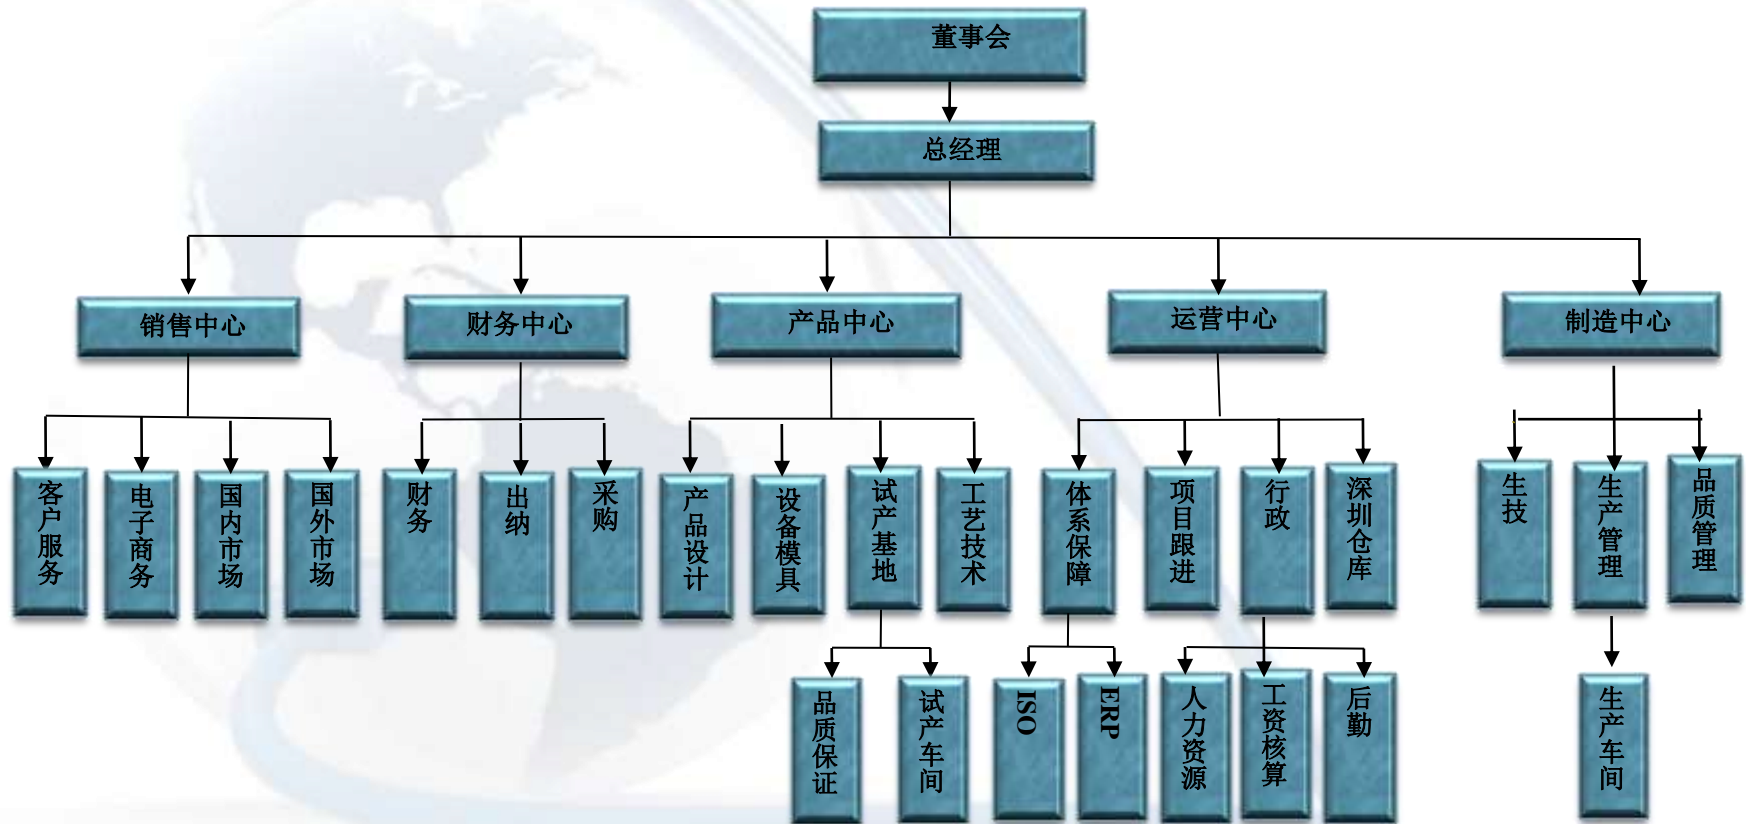 董事会
总经理
销售中心
财务中心
产品中心
运营中心
制造中心
客户服务
电子商务
国内市场
国外市场
财务
出纳
采购
产品设计
设备模具
试产基地
工艺技术
体系保障
项目跟进
行政
深圳仓库
生技
生产管理
品质管理
品质保证
试产车间
ISO
ERP
人力资源
工资核算
后勤
生产车间